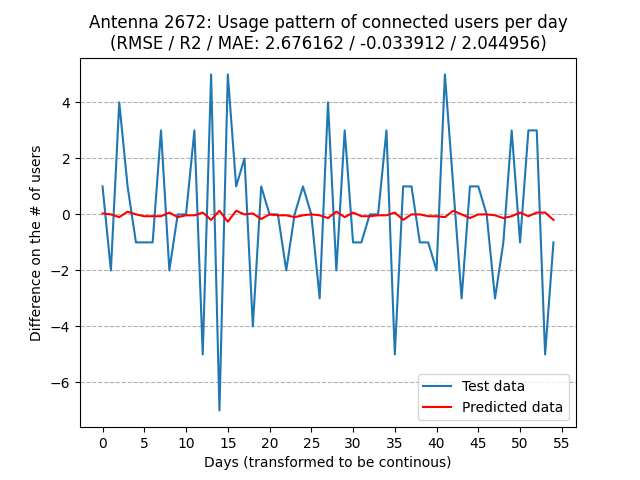 Antenna 2672: Usage pattern of connected users per day
(RMSE / R2 / MAE: 2.676162 / -0.033912 / 2.044956)
Difference on the # of users
4
2
0
−2
−4
−6
Test data
Predicted data
0 5 10 15 20 25 30 35 40 45 50 55
Days (transformed to be continous)